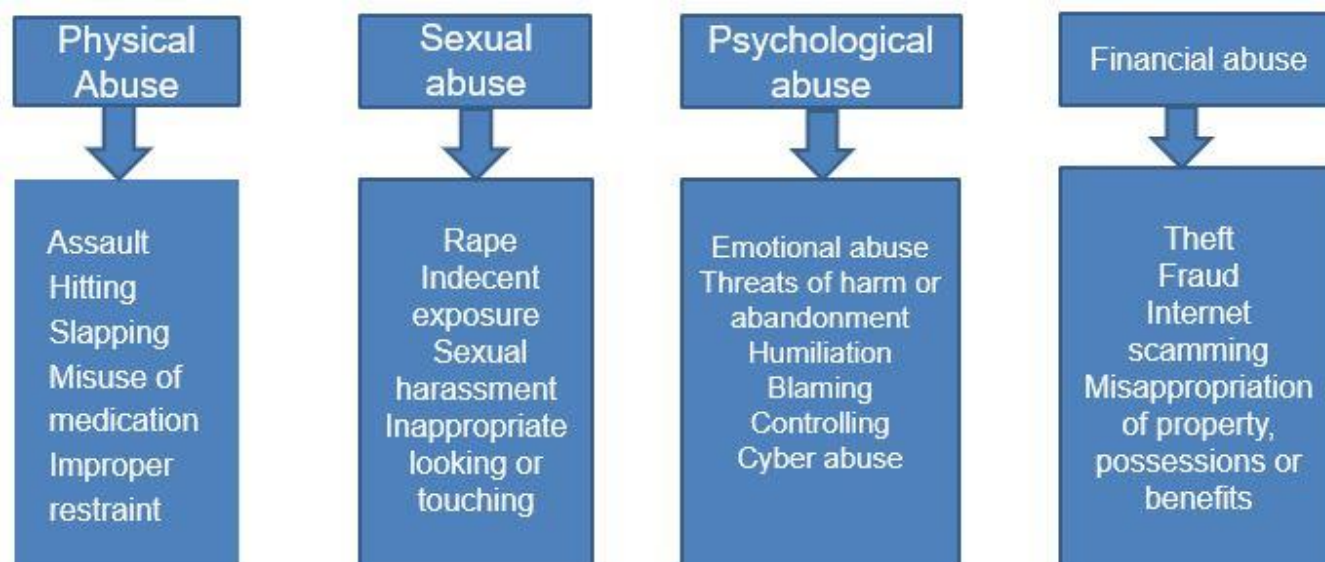 Physical
Abuse
Sexual
abuse
Psychological
abuse
Financial abuse
Assault
Hitting
Slapping
Misuse of
medication
Improper
restraint
Rape
Indecent
exposure
Sexual
harassment
Inappropriate
looking or
touching
Emotional abuse
Threats of harm or
abandonment
Humiliation
Blaming
Controlling
Cyber abuse
Theft
Fraud
Internet
scamming
Misappropriation
of property,
possessions or
benefits